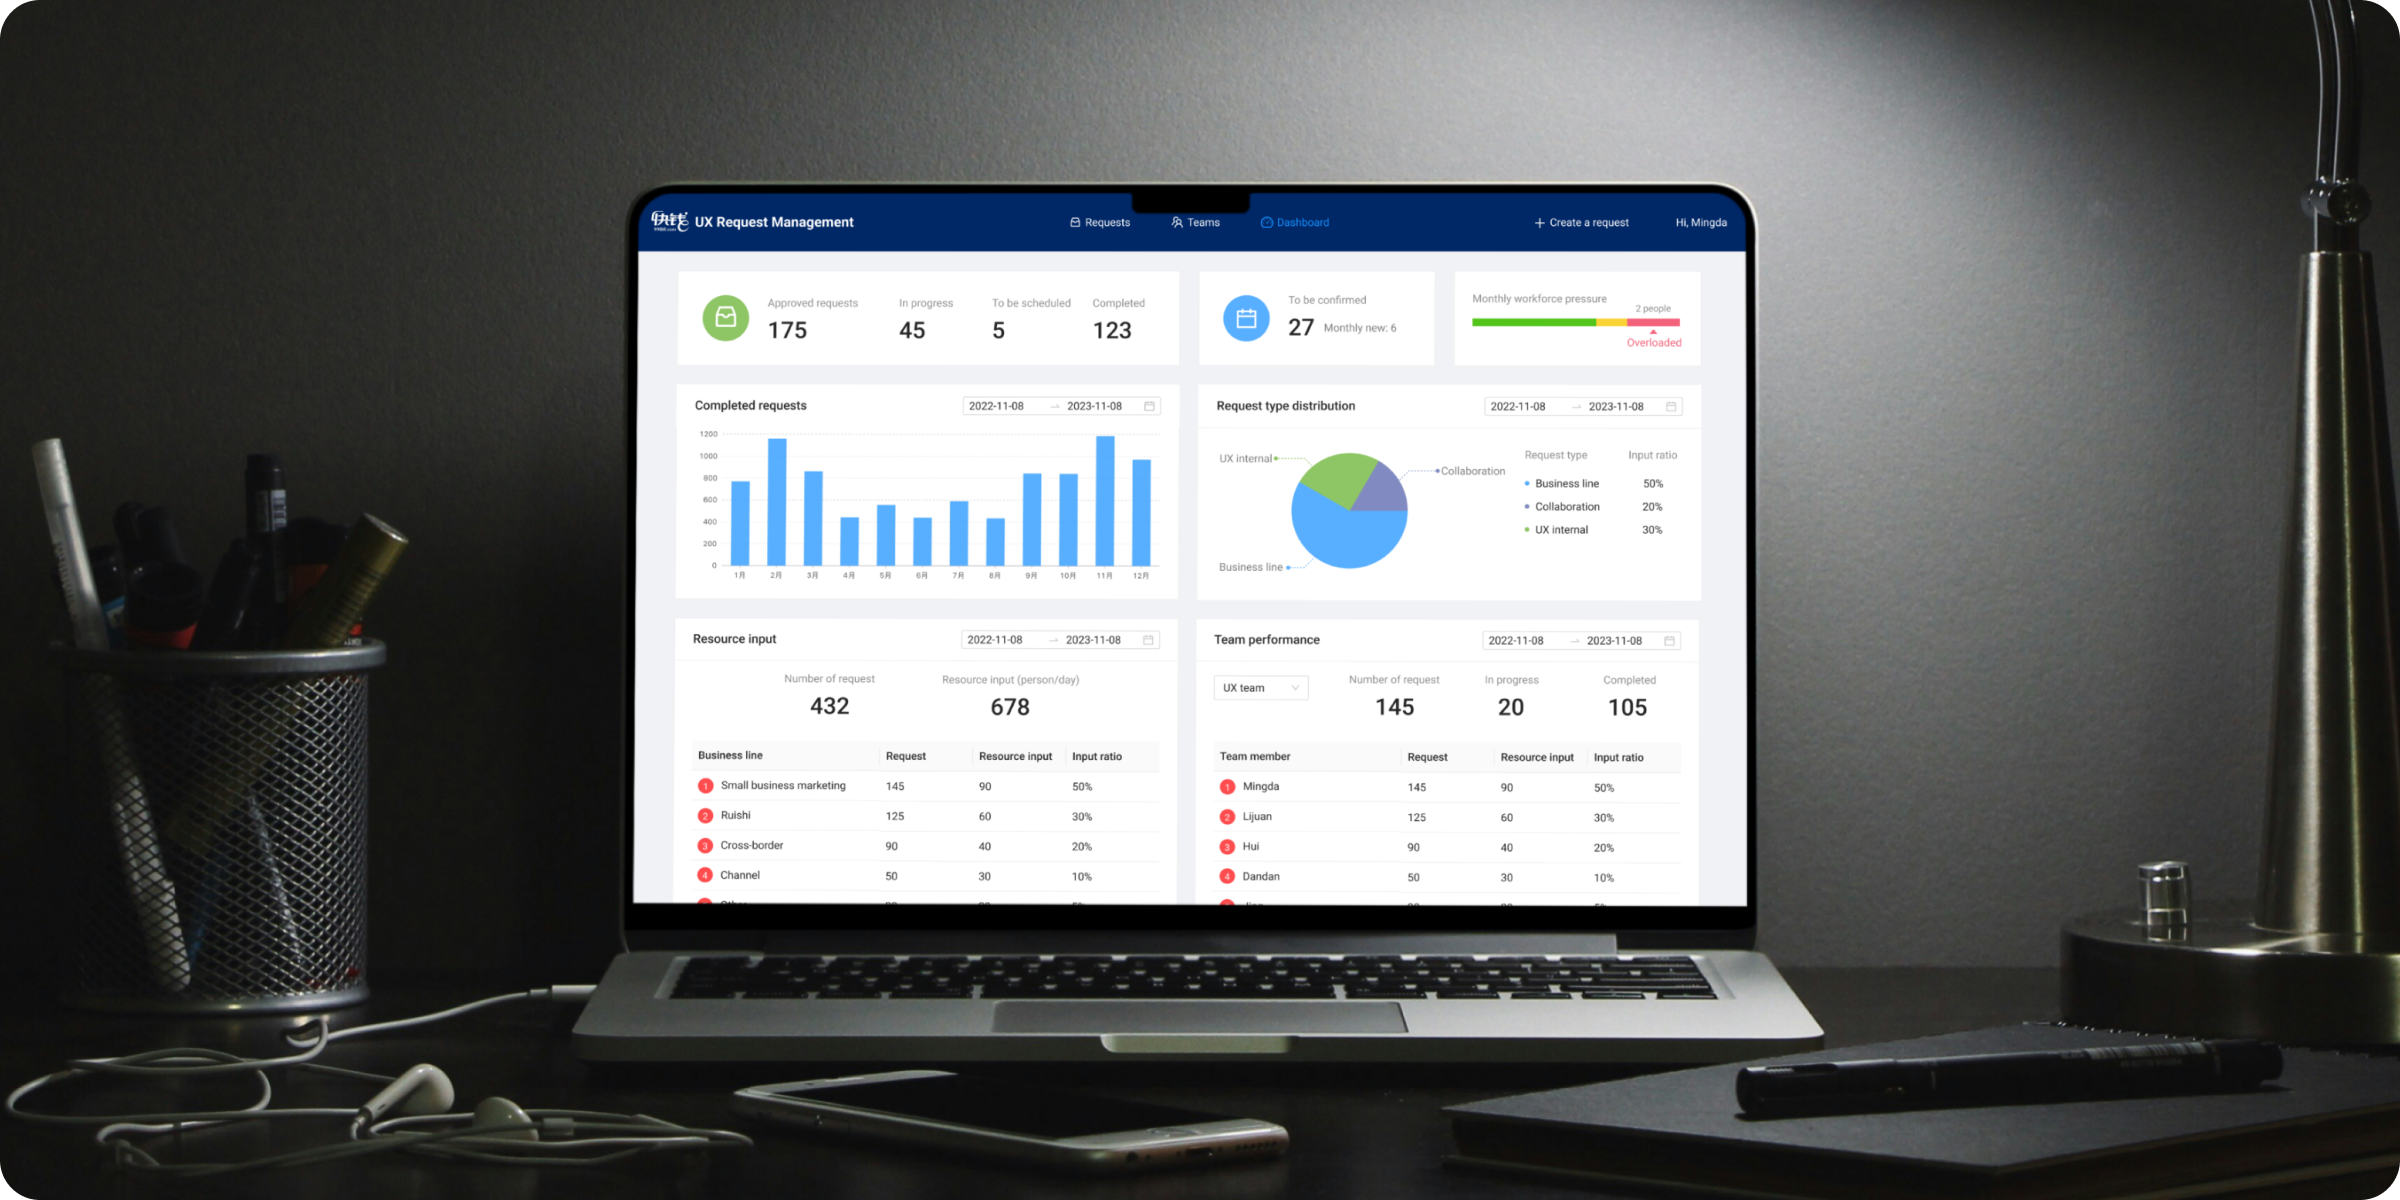 快钱 UX Request Management
Requests Teams Dashboard
+ Create a request
Hi, Mingda
Approved requests In progress To be scheduled Completed
175 45 5 123
To be confirmed
27 Monthly new: 6
Monthly workforce pressure
2 people
Overloaded
Completed requests 2022-11-08 → 2023-11-08
1200
1000
800
600
400
200
0
1月 2月 3月 4月 5月 6月 7月 8月 9月 10月 11月 12月
Request type distribution 2022-11-08 → 2023-11-08
UX internal
Collaboration
Business line
Request type Input ratio
Business line 50%
Collaboration 20%
UX internal 30%
Resource input 2022-11-08 → 2023-11-08
Number of request Resource input (person/day)
432 678
Business line Request Resource input Input ratio
1 Small business marketing 145 90 50%
2 Ruishi 125 60 30%
3 Cross-border 90 40 20%
4 Channel 50 30 10%
Team performance 2022-11-08 → 2023-11-08
UX team
Number of request In progress Completed
145 20 105
Team member Request Resource input Input ratio
1 Mingda 145 90 50%
2 Lijuan 125 60 30%
3 Hui 90 40 20%
4 Dandan 50 30 10%